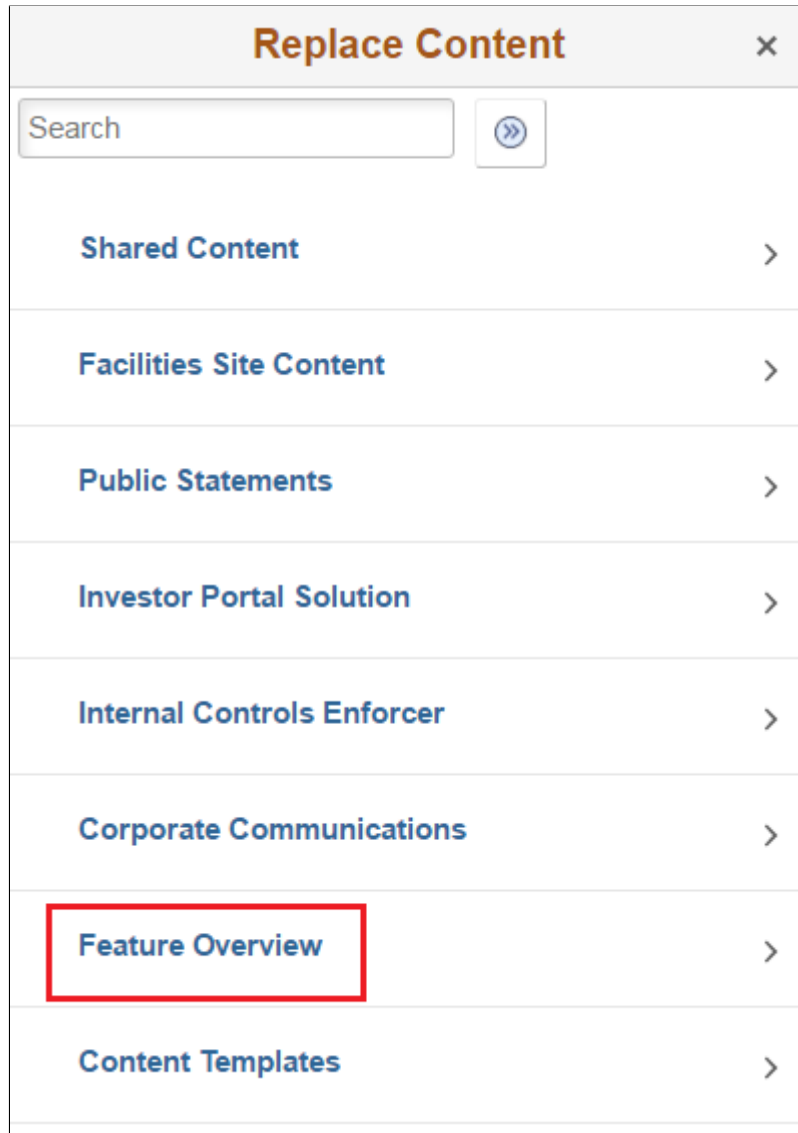 Replace Content ×
Search
Shared Content
Facilities Site Content
Public Statements
Investor Portal Solution
Internal Controls Enforcer
Corporate Communications
Feature Overview
Content Templates